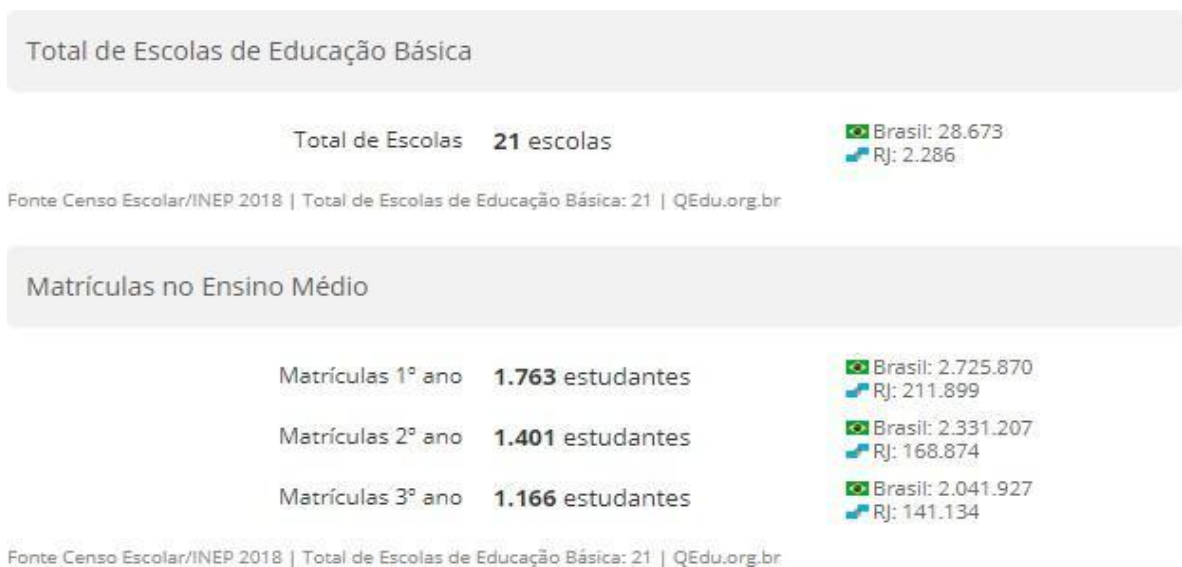 Total de Escolas de Educação Básica
Total de Escolas 21 escolas Brasil: 28.673
RJ: 2.286
Fonte Censo Escolar/INEP 2018 | Total de Escolas de Educação Básica: 21 | QEdu.org.br
Matrículas no Ensino Médio
Matrículas 1º ano 1.763 estudantes Brasil: 2.725.870
RJ: 211.899
Matrículas 2º ano 1.401 estudantes Brasil: 2.331.207
RJ: 168.874
Matrículas 3º ano 1.166 estudantes Brasil: 2.041.927
RJ: 141.134
Fonte Censo Escolar/INEP 2018 | Total de Escolas de Educação Básica: 21 | QEdu.org.br